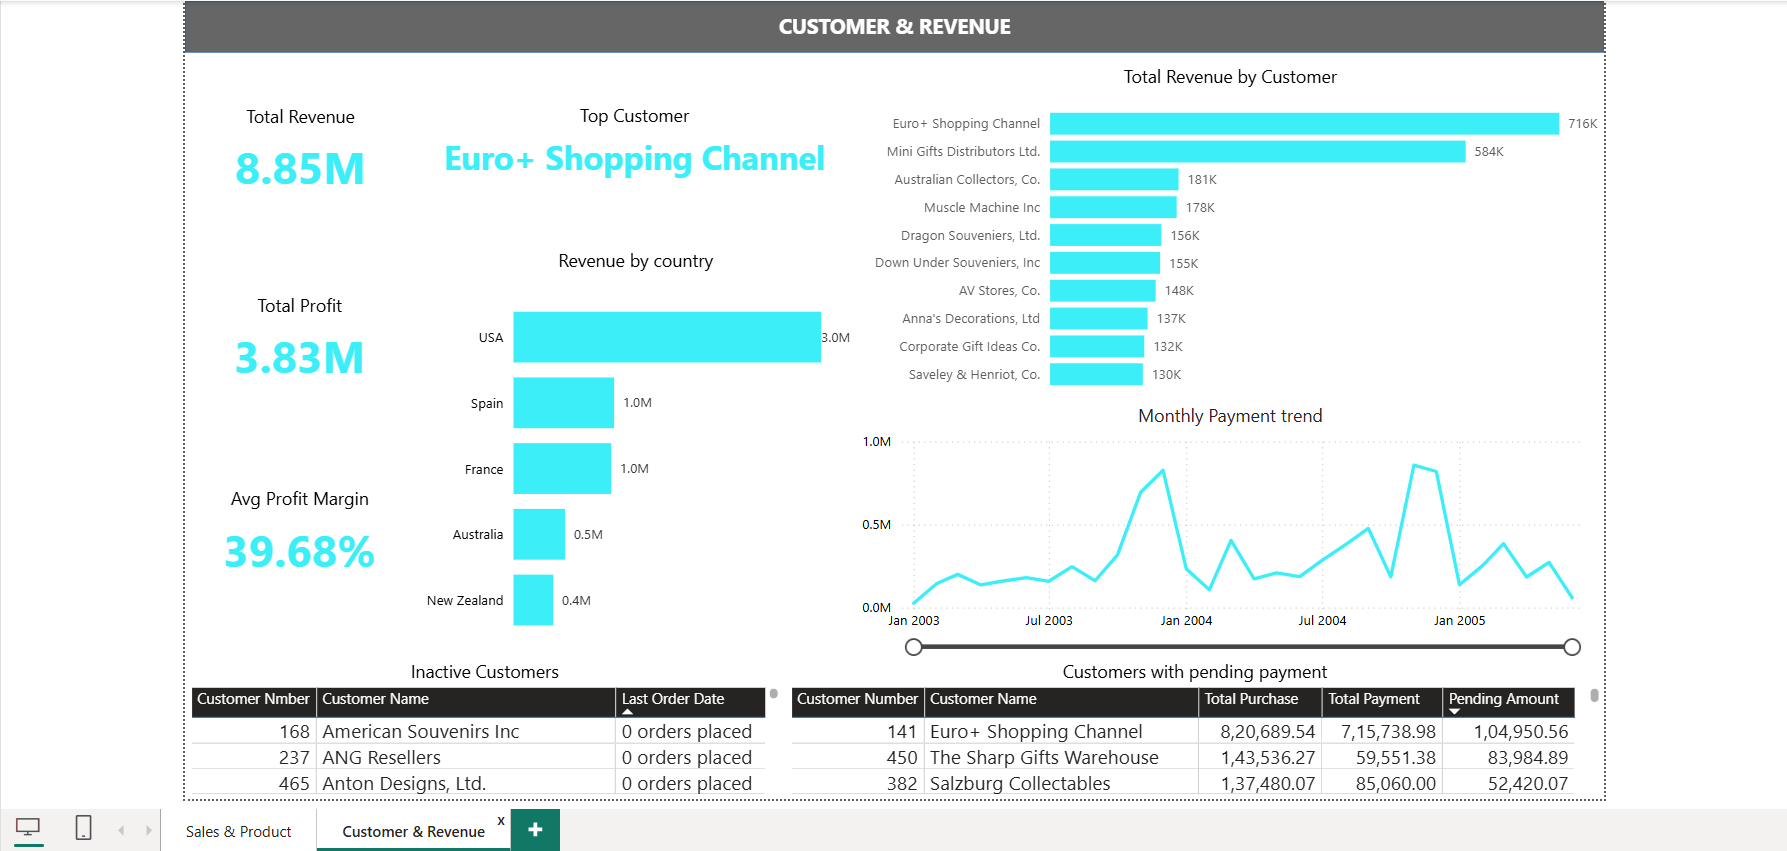 CUSTOMER & REVENUE
Total Revenue
8.85M
Top Customer
Euro+ Shopping Channel
Total Profit
3.83M
Avg Profit Margin
39.68%
Revenue by country
USA 3.0M
Spain 1.0M
France 1.0M
Australia 0.5M
New Zealand 0.4M
Total Revenue by Customer
Euro+ Shopping Channel 716K
Mini Gifts Distributors Ltd. 584K
Australian Collectors, Co. 181K
Muscle Machine Inc 178K
Dragon Souveniers, Ltd. 156K
Down Under Souveniers, Inc 155K
AV Stores, Co. 148K
Anna's Decorations, Ltd 137K
Corporate Gift Ideas Co. 132K
Saveley & Henriot, Co. 130K
Monthly Payment trend
1.0M
0.5M
0.0M
Jan 2003 Jul 2003 Jan 2004 Jul 2004 Jan 2005
Inactive Customers
Customer Nmber Customer Name Last Order Date
168 American Souvenirs Inc 0 orders placed
237 ANG Resellers 0 orders placed
465 Anton Designs, Ltd. 0 orders placed
Customers with pending payment
Customer Number Customer Name Total Purchase Total Payment Pending Amount
141 Euro+ Shopping Channel 8,20,689.54 7,15,738.98 1,04,950.56
450 The Sharp Gifts Warehouse 1,43,536.27 59,551.38 83,984.89
382 Salzburg Collectables 1,37,480.07 85,060.00 52,420.07
Sales & Product Customer & Revenue x +